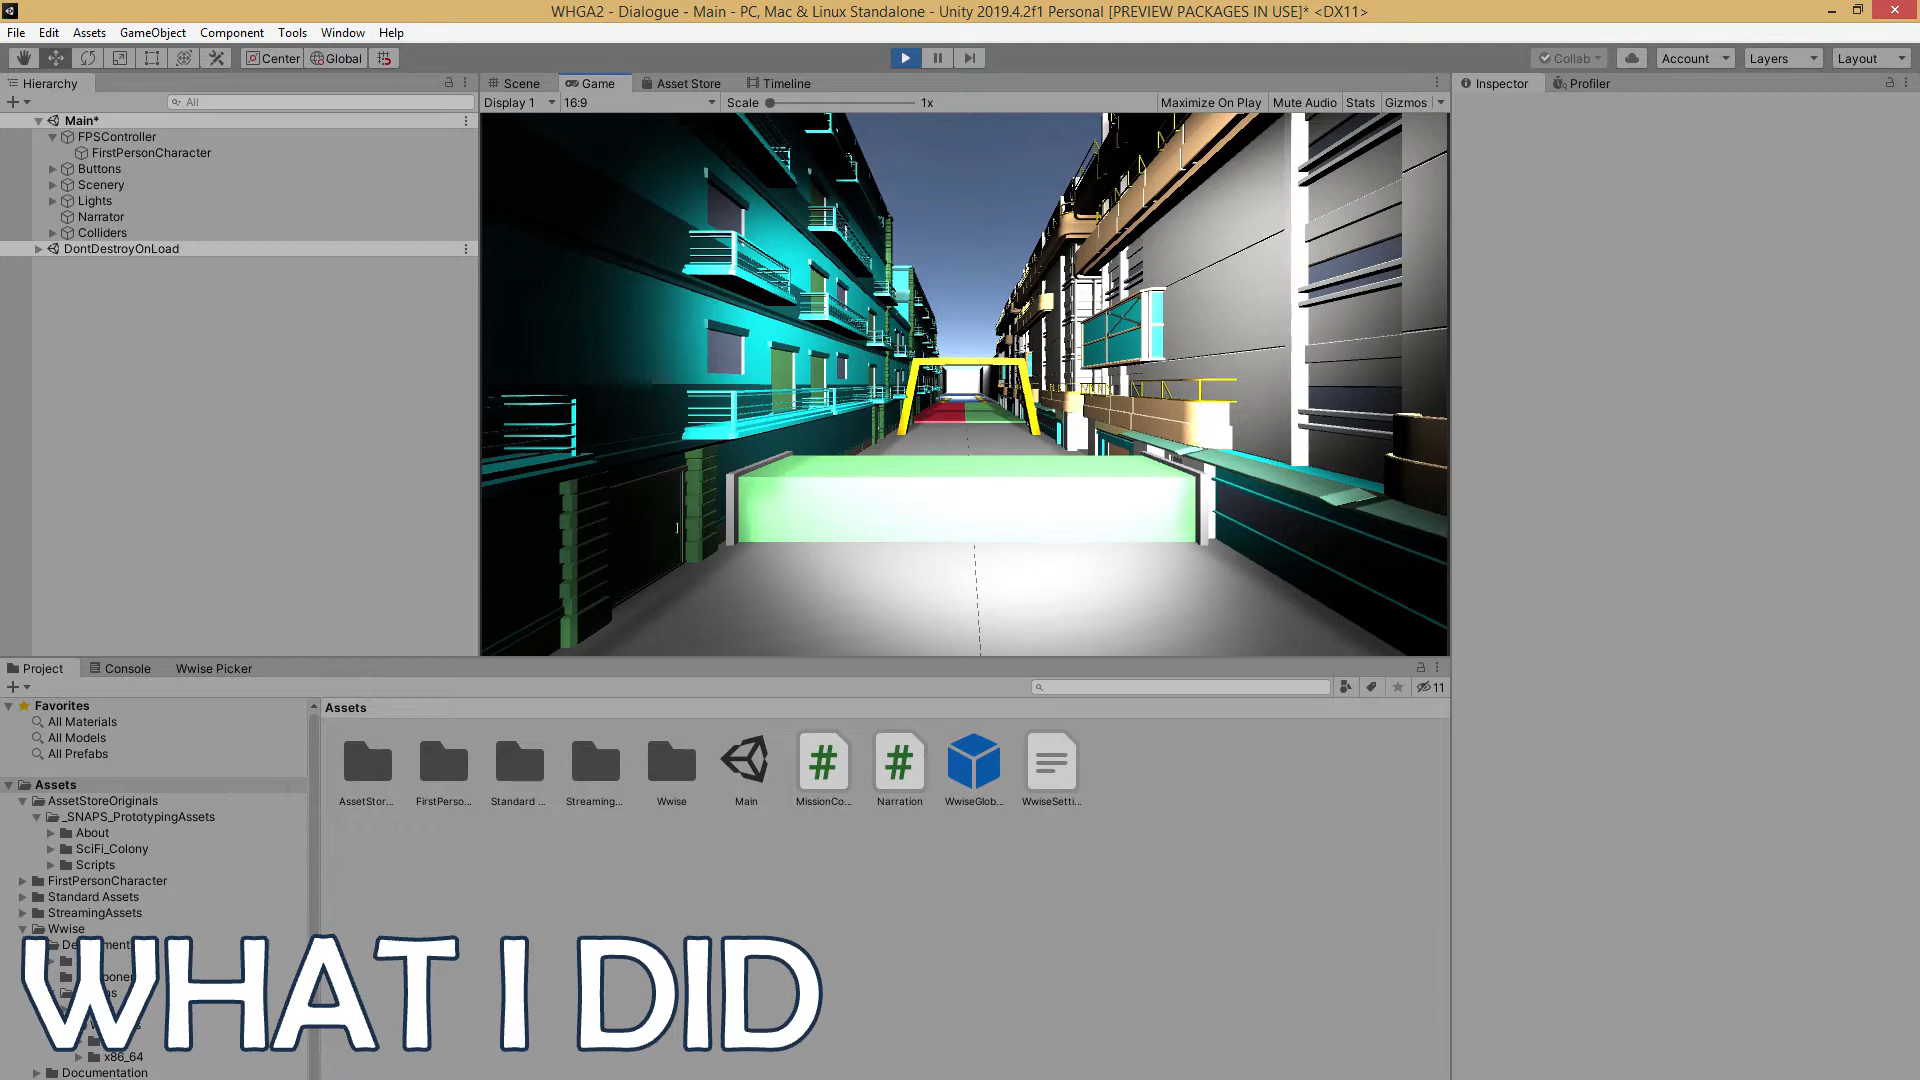 WHGA2 - Dialogue - Main - PC, Mac & Linux Standalone - Unity 2019.4.2f1 Personal [PREVIEW PACKAGES IN USE]* <DX11>
File Edit Assets GameObject Component Tools Window Help
Center Global Collab Account Layers Layout
Hierarchy Scene Game Asset Store Timeline Inspector Profiler
All Display 1 16:9 Scale 1x Maximize On Play Mute Audio Stats Gizmos
Main*
FPSController
FirstPersonCharacter
Buttons
Scenery
Lights
Narrator
Colliders
DontDestroyOnLoad
Project Console Wwise Picker
11
Favorites Assets
All Materials
All Models
All Prefabs
Assets
AssetStoreOriginals
_SNAPS_PrototypingAssets
About
SciFi_Colony
Scripts
FirstPersonCharacter
Standard Assets
StreamingAssets
Wwise
x86_64
Documentation
AssetStor... FirstPerso... Standard ... Streaming... Wwise Main MissionCo... Narration WwiseGlob... WwiseSetti...
WHAT I DID